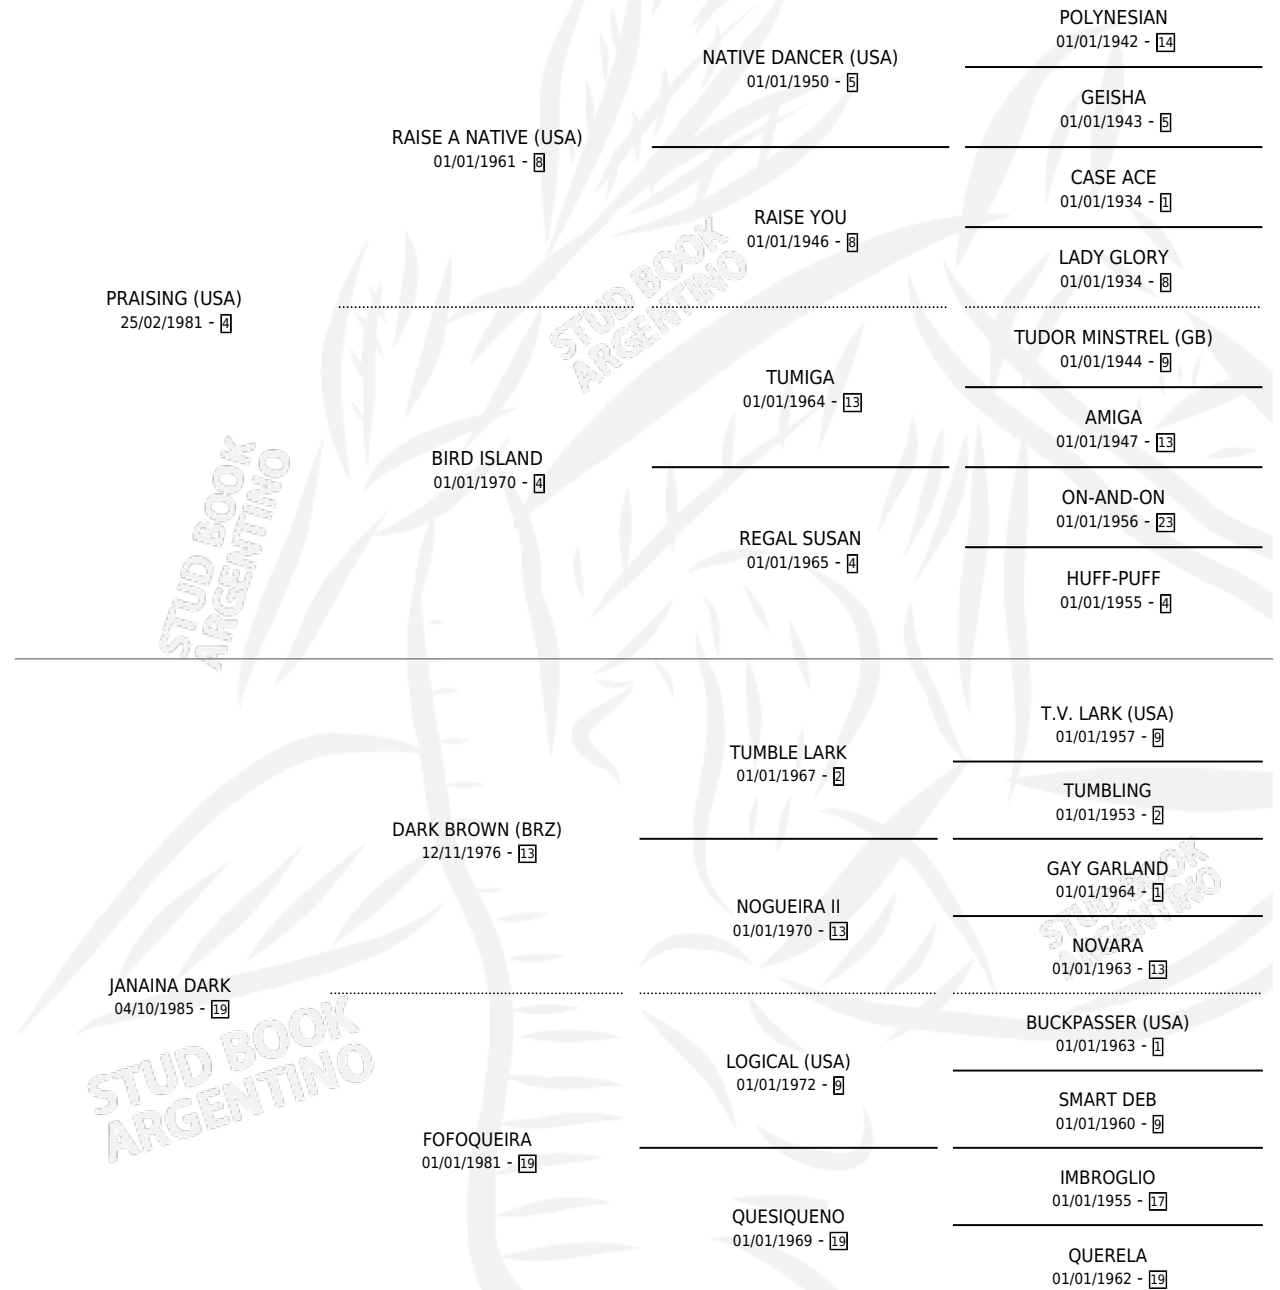 POLYNESIAN
01/01/1942 - 14
NATIVE DANCER (USA)
01/01/1950 - 5
GEISHA
01/01/1943 - 5
RAISE A NATIVE (USA)
01/01/1961 - 8
CASE ACE
01/01/1934 - 1
RAISE YOU
01/01/1946 - 8
LADY GLORY
01/01/1934 - 8
PRAISING (USA)
25/02/1981 - 4
STUD BOOK
ARGENTINO
TUDOR MINSTREL (GB)
01/01/1944 - 9
TUMIGA
01/01/1964 - 13
AMIGA
01/01/1947 - 13
BIRD ISLAND
01/01/1970 - 4
ON-AND-ON
01/01/1956 - 23
REGAL SUSAN
01/01/1965 - 4
HUFF-PUFF
01/01/1955 - 4
STUD BOOK
ARGENTINO
T.V. LARK (USA)
01/01/1957 - 9
TUMBLE LARK
01/01/1967 - 2
TUMBLING
01/01/1953 - 2
DARK BROWN (BRZ)
12/11/1976 - 13
GAY GARLAND
01/01/1964 - 1
NOGUEIRA II
01/01/1970 - 13
STUD BOOK
ARGENTINO
NOVARA
01/01/1963 - 13
JANAINA DARK
04/10/1985 - 19
BUCKPASSER (USA)
01/01/1963 - 1
STUD BOOK
ARGENTINO
LOGICAL (USA)
01/01/1972 - 9
SMART DEB
01/01/1960 - 9
FOFOQUEIRA
01/01/1981 - 19
IMBROGLIO
01/01/1955 - 17
QUESIQUENO
01/01/1969 - 19
QUERELA
01/01/1962 - 19